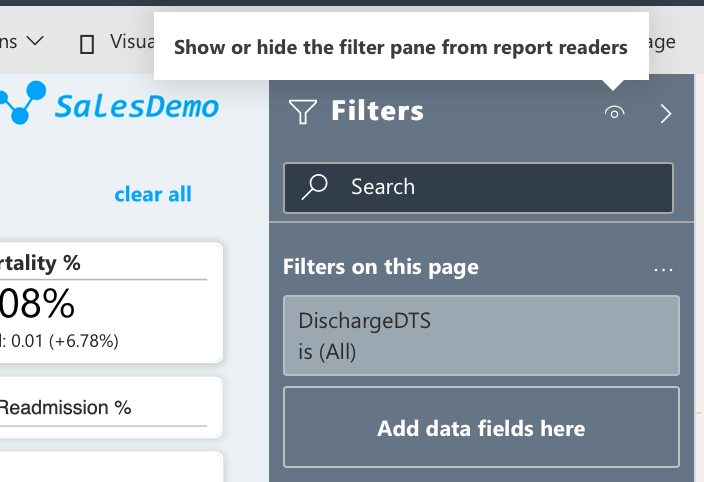 Show or hide the filter pane from report readers
ns
Visua
age
SalesDemo
Filters
clear all
Search
Filters on this page
...
rtality %
08%
: 0.01 (+6.78%)
DischargeDTS
is (All)
Readmission %
Add data fields here